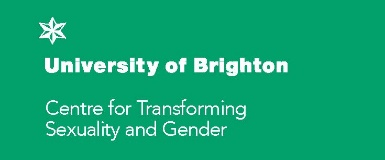 University of Brighton
Centre for Transforming
Sexuality and Gender